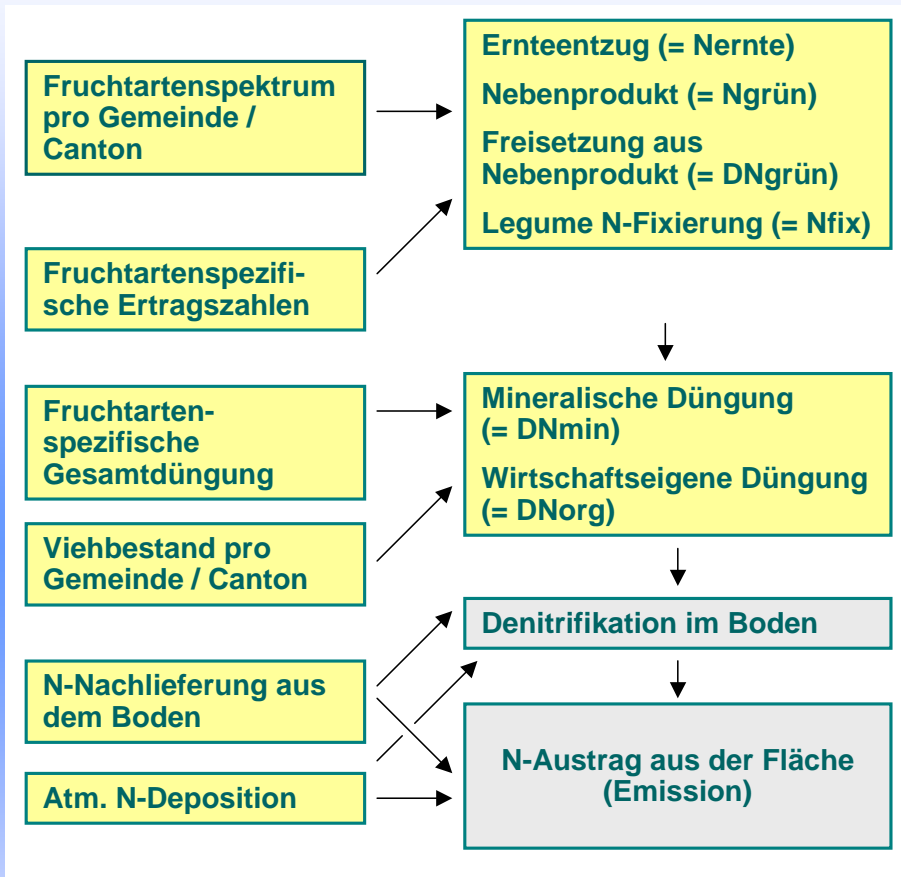 Fruchtartenspektrum
pro Gemeinde /
Canton
Fruchtartenspezifi-
sche Ertragszahlen
Fruchtarten-
spezifische
Gesamtdüngung
Viehbestand pro
Gemeinde / Canton
N-Nachlieferung aus
dem Boden
Atm. N-Deposition
Ernteentzug (= Nernte)
Nebenprodukt (= Ngrün)
Freisetzung aus
Nebenprodukt (= DNgrün)
Legume N-Fixierung (= Nfix)
Mineralische Düngung
(= DNmin)
Wirtschaftseigene Düngung
(= DNorg)
Denitrifikation im Boden
N-Austrag aus der Fläche
(Emission)